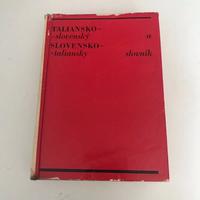 TALIANSKO-
-slovenský a
SLOVENSKO-
-taliansky slovník